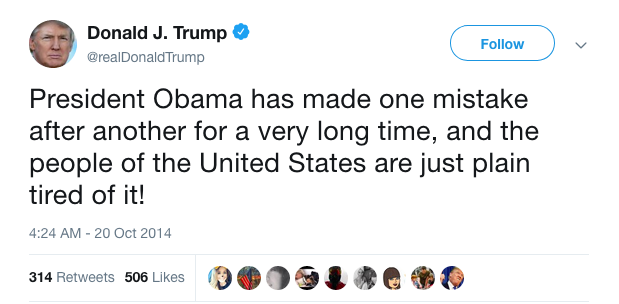 Donald J. Trump
@realDonaldTrump
Follow
President Obama has made one mistake
after another for a very long time, and the
people of the United States are just plain
tired of it!
4:24 AM - 20 Oct 2014
314 Retweets 506 Likes